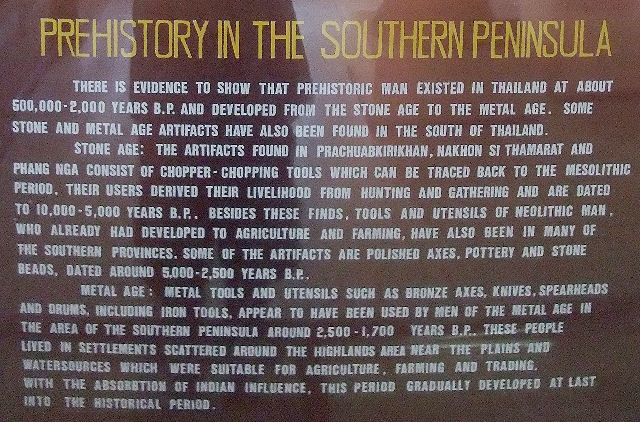 PREHISTORY IN THE SOUTHERN PENINSULA
THERE IS EVIDENCE TO SHOW THAT PREHISTORIC MAN EXISTED IN THAILAND AT ABOUT
500,000-2,000 YEARS B.P. AND DEVELOPED FROM THE STONE AGE TO THE METAL AGE. SOME
STONE AND METAL AGE ARTIFACTS HAVE ALSO BEEN FOUND IN THE SOUTH OF THAILAND.
STONE AGE: THE ARTIFACTS FOUND IN PRACHUABKIRIKHAN, NAKHON SI THAMARAT AND
PHANG NGA CONSIST OF CHOPPER-CHOPPING TOOLS WHICH CAN BE TRACED BACK TO THE MESOLITHIC
PERIOD. THEIR USERS DERIVED THEIR LIVELIHOOD FROM HUNTING AND GATHERING AND ARE DATED
TO 10,000-5,000 YEARS B.P.. BESIDES THESE FINDS, TOOLS AND UTENSILS OF NEOLITHIC MAN,
WHO ALREADY HAD DEVELOPED TO AGRICULTURE AND FARMING, HAVE ALSO BEEN IN MANY OF
THE SOUTHERN PROVINCES. SOME OF THE ARTIFACTS ARE POLISHED AXES, POTTERY AND STONE
BEADS, DATED AROUND 5,000-2,500 YEARS B.P..
METAL AGE: METAL TOOLS AND UTENSILS SUCH AS BRONZE AXES, KNIVES, SPEARHEADS
AND DRUMS, INCLUDING IRON TOOLS, APPEAR TO HAVE BEEN USED BY MEN OF THE METAL AGE IN
THE AREA OF THE SOUTHERN PENINSULA AROUND 2,500-1,700 YEARS B.P.. THESE PEOPLE
LIVED IN SETTLEMENTS SCATTERED AROUND THE HIGHLANDS AREA NEAR THE PLAINS AND
WATERSOURCES WHICH WERE SUITABLE FOR AGRICULTURE, FARMING AND TRADING.
WITH THE ABSORBTION OF INDIAN INFLUENCE, THIS PERIOD GRADUALLY DEVELOPED AT LAST
INTO THE HISTORICAL PERIOD.